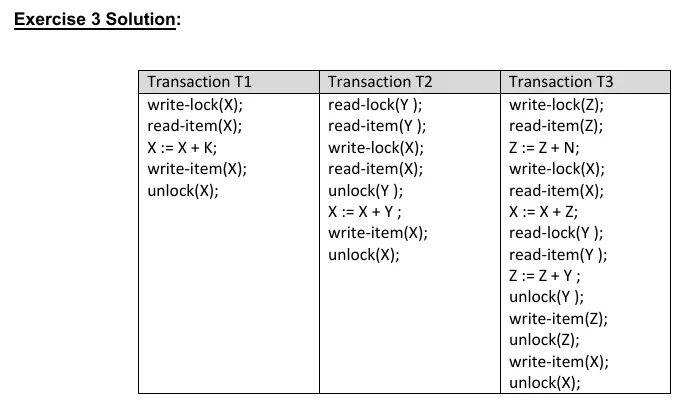 Exercise 3 Solution:
Transaction T1
write-lock(X);
read-item(X);
X := X + K;
write-item(X);
unlock(X);
Transaction T2
read-lock(Y );
read-item(Y );
write-lock(X);
read-item(X);
unlock(Y );
X := X + Y ;
write-item(X);
unlock(X);
Transaction T3
write-lock(Z);
read-item(Z);
Z := Z + N;
write-lock(X);
read-item(X);
X := X + Z;
read-lock(Y );
read-item(Y );
Z := Z + Y ;
unlock(Y );
write-item(Z);
unlock(Z);
write-item(X);
unlock(X);